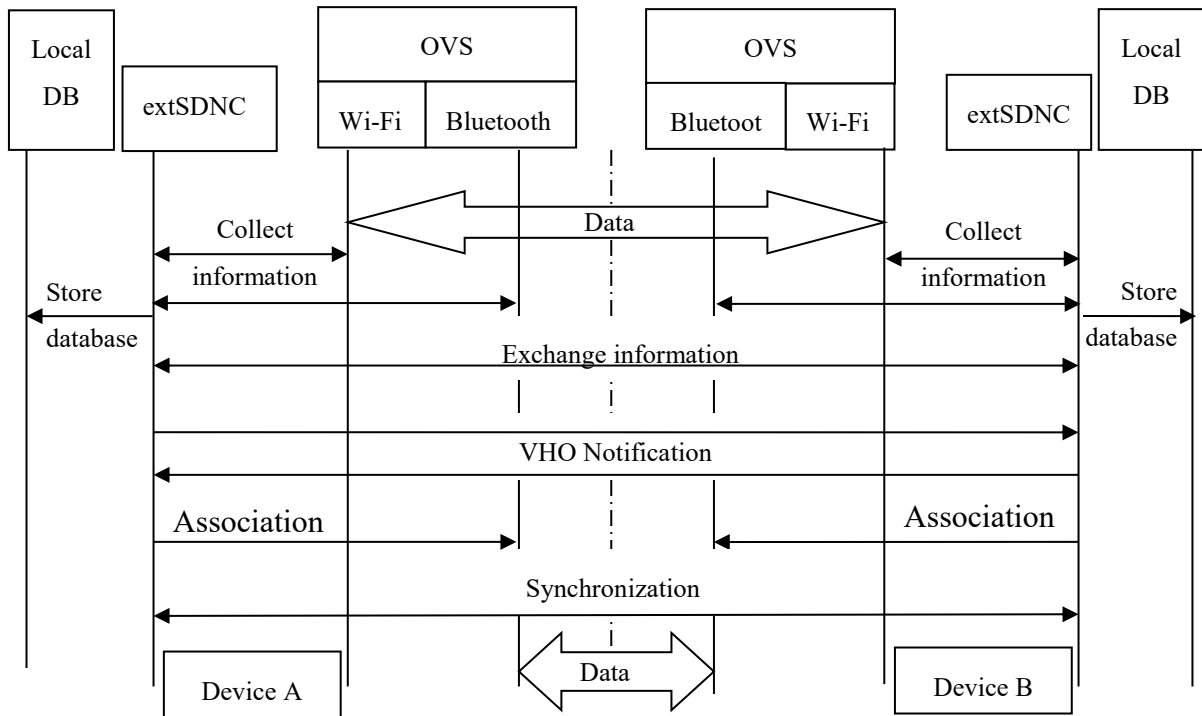 Local
DB
extSDNC
OVS
Wi-Fi
Bluetooth
OVS
Bluetoot
Wi-Fi
extSDNC
Local
DB
Data
Collect
information
Collect
information
Store
database
Store
database
Exchange information
VHO Notification
Association
Association
Synchronization
Data
Device A
Device B